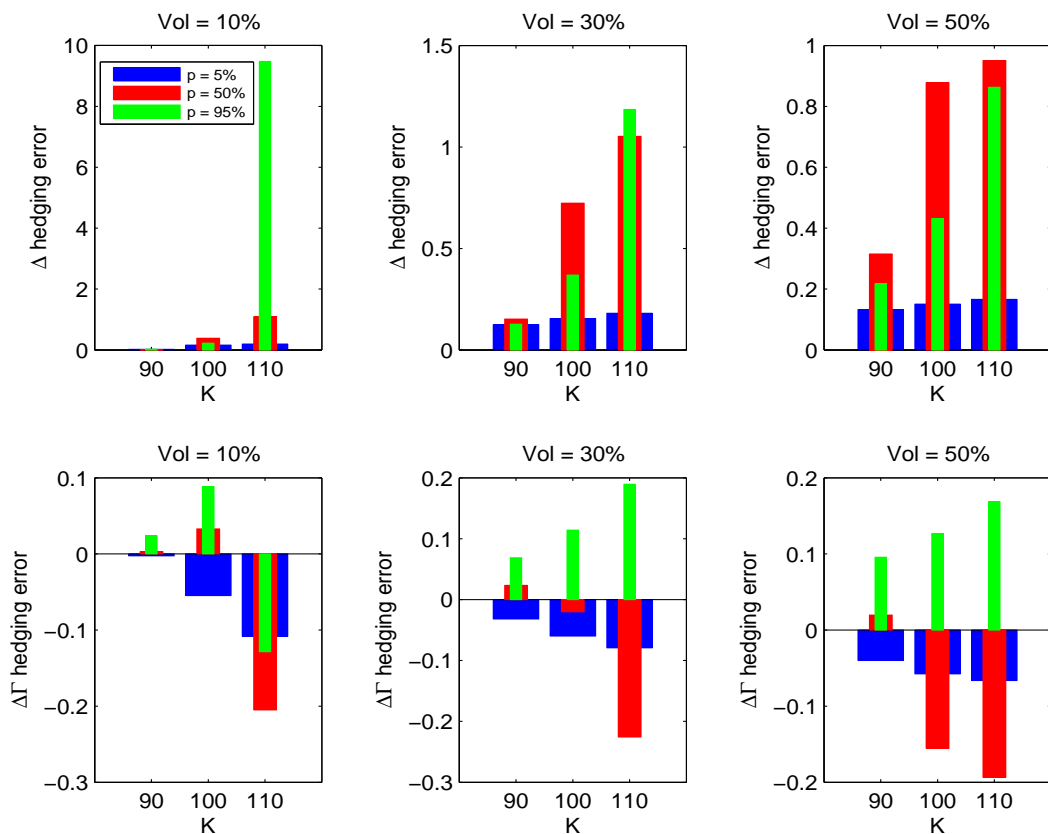 Vol = 10%
Vol = 30%
Vol = 50%
10
8
6
4
2
0
p = 5%
p = 50%
p = 95%
Δ hedging error
90 100 110
K
1.5
1
0.5
0
Δ hedging error
90 100 110
K
1
0.8
0.6
0.4
0.2
0
Δ hedging error
90 100 110
K
Vol = 10%
Vol = 30%
Vol = 50%
0.1
0
−0.1
−0.2
−0.3
ΔΓ hedging error
90 100 110
K
0.2
0.1
0
−0.1
−0.2
−0.3
ΔΓ hedging error
90 100 110
K
0.2
0.1
0
−0.1
−0.2
ΔΓ hedging error
90 100 110
K